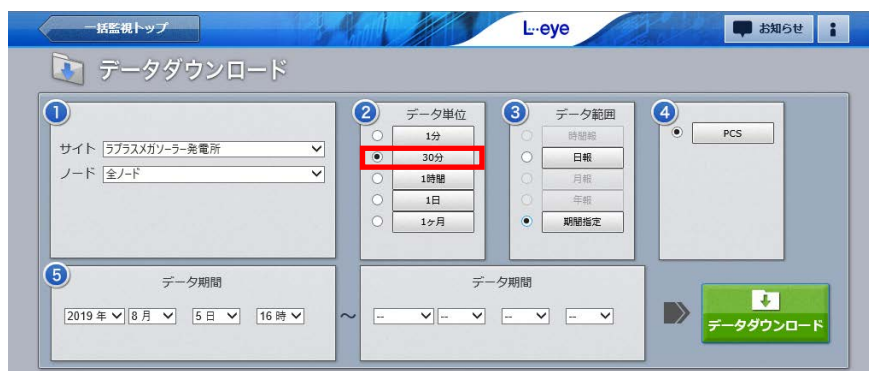 一括監視トップ
L・eye
お知らせ
i
データダウンロード
1
サイト ラプラスメガソーラー発電所
ノード 全ノード
2 データ単位
1分
30分
1時間
1日
1ヶ月
3 データ範囲
時間報
日報
月報
年報
期間指定
4
PCS
5 データ期間
2019 年 8 月 5 日 16 時
～
データ期間
-- -- -- --
データダウンロード